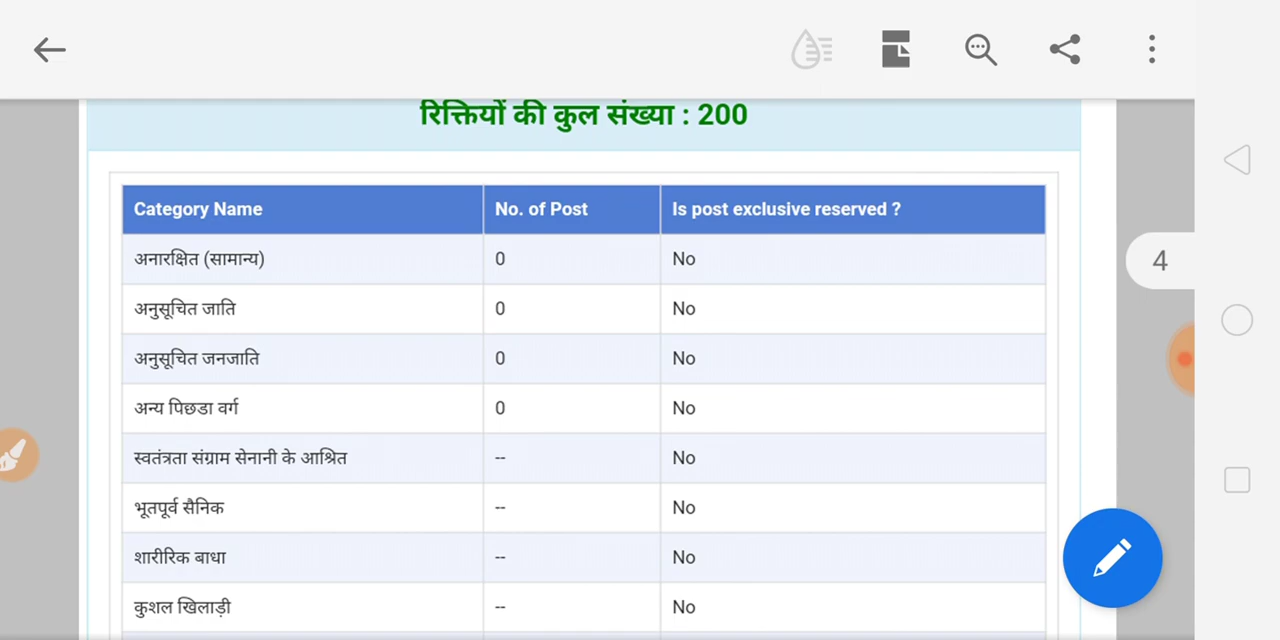 रिक्तियों की कुल संख्या : 200
Category Name No. of Post Is post exclusive reserved ?
अनारक्षित (सामान्य) 0 No
अनुसूचित जाति 0 No
अनुसूचित जनजाति 0 No
अन्य पिछडा वर्ग 0 No
स्वतंत्रता संग्राम सेनानी के आश्रित -- No
भूतपूर्व सैनिक -- No
शारीरिक बाधा -- No
कुशल खिलाड़ी -- No
4